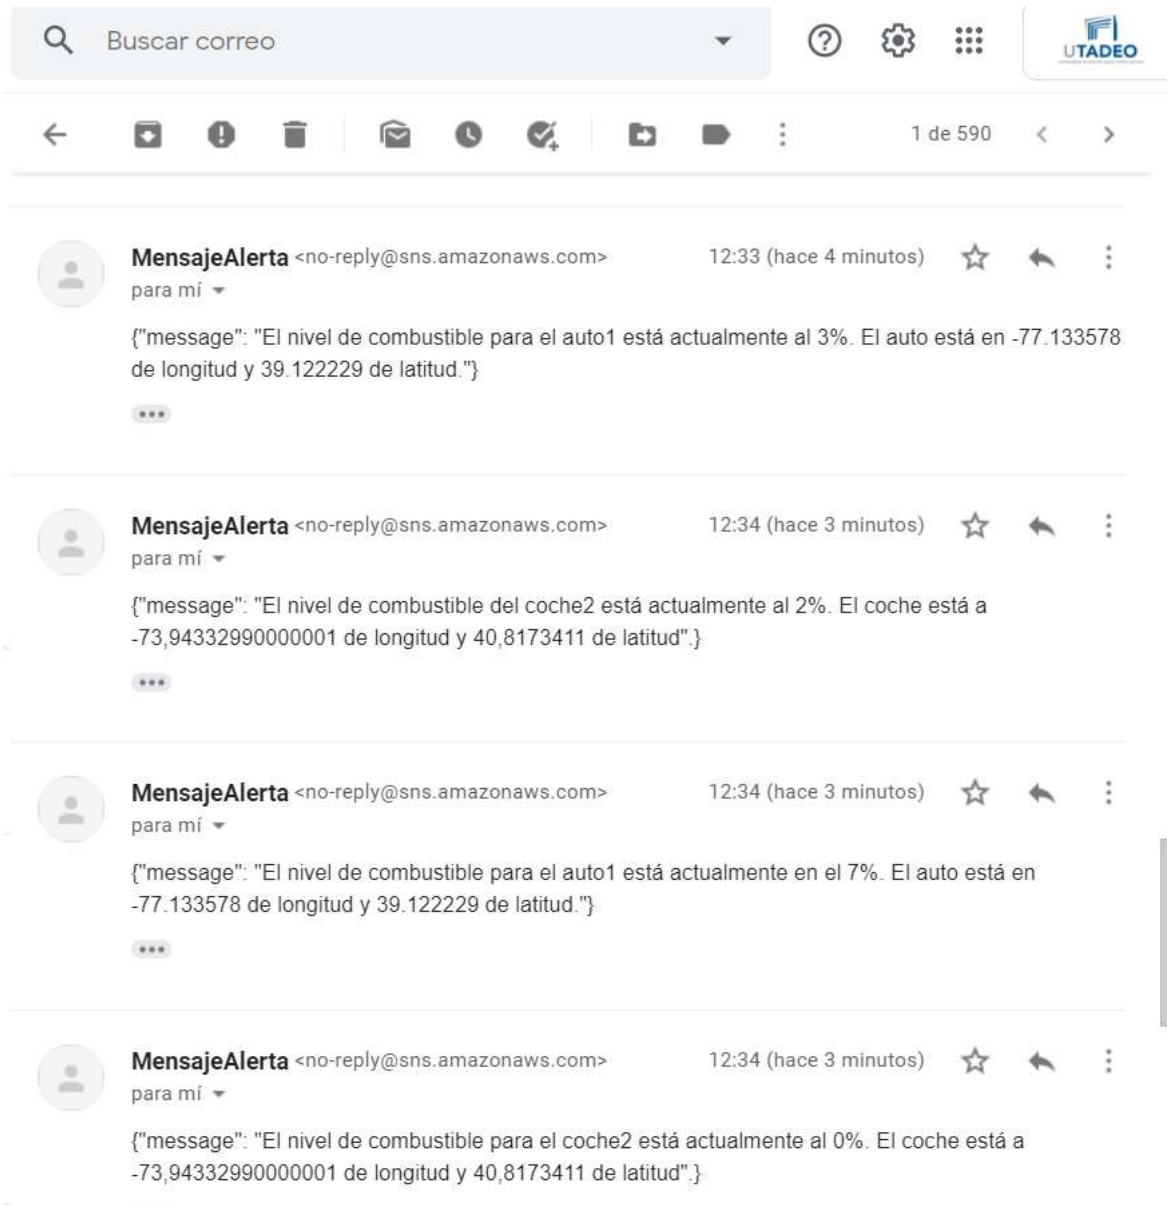 Buscar correo
UTADEO
1 de 590
MensajeAlerta <no-reply@sns.amazonaws.com> 12:33 (hace 4 minutos)
para mí
{"message": "El nivel de combustible para el auto1 está actualmente al 3%. El auto está en -77.133578
de longitud y 39.122229 de latitud."}
MensajeAlerta <no-reply@sns.amazonaws.com> 12:34 (hace 3 minutos)
para mí
{"message": "El nivel de combustible del coche2 está actualmente al 2%. El coche está a
-73,94332990000001 de longitud y 40,8173411 de latitud".}
MensajeAlerta <no-reply@sns.amazonaws.com> 12:34 (hace 3 minutos)
para mí
{"message": "El nivel de combustible para el auto1 está actualmente en el 7%. El auto está en
-77.133578 de longitud y 39.122229 de latitud."}
MensajeAlerta <no-reply@sns.amazonaws.com> 12:34 (hace 3 minutos)
para mí
{"message": "El nivel de combustible para el coche2 está actualmente al 0%. El coche está a
-73,94332990000001 de longitud y 40,8173411 de latitud".}